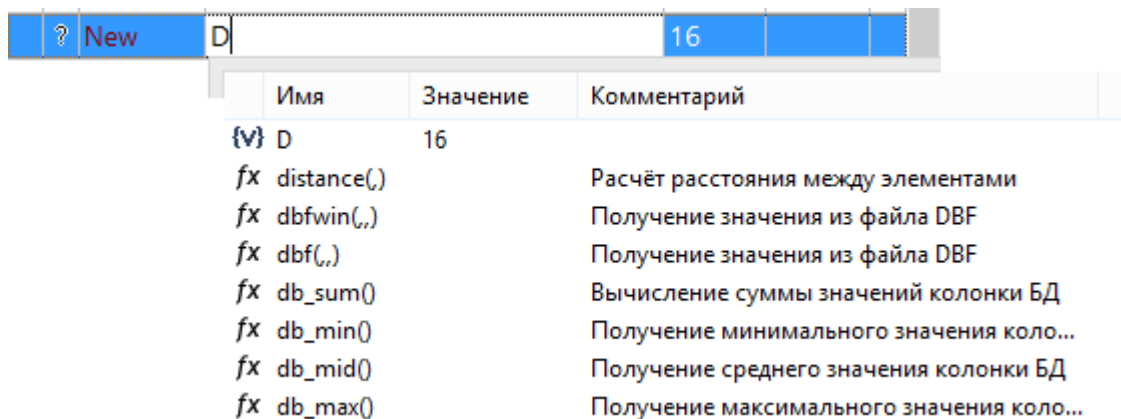 ? New D 16
Имя Значение Комментарий
{v} D 16
fx distance(,) Расчёт расстояния между элементами
fx dbfwin(,,) Получение значения из файла DBF
fx dbf(,,) Получение значения из файла DBF
fx db_sum() Вычисление суммы значений колонки БД
fx db_min() Получение минимального значения коло...
fx db_mid() Получение среднего значения колонки БД
fx db_max() Получение максимального значения коло...